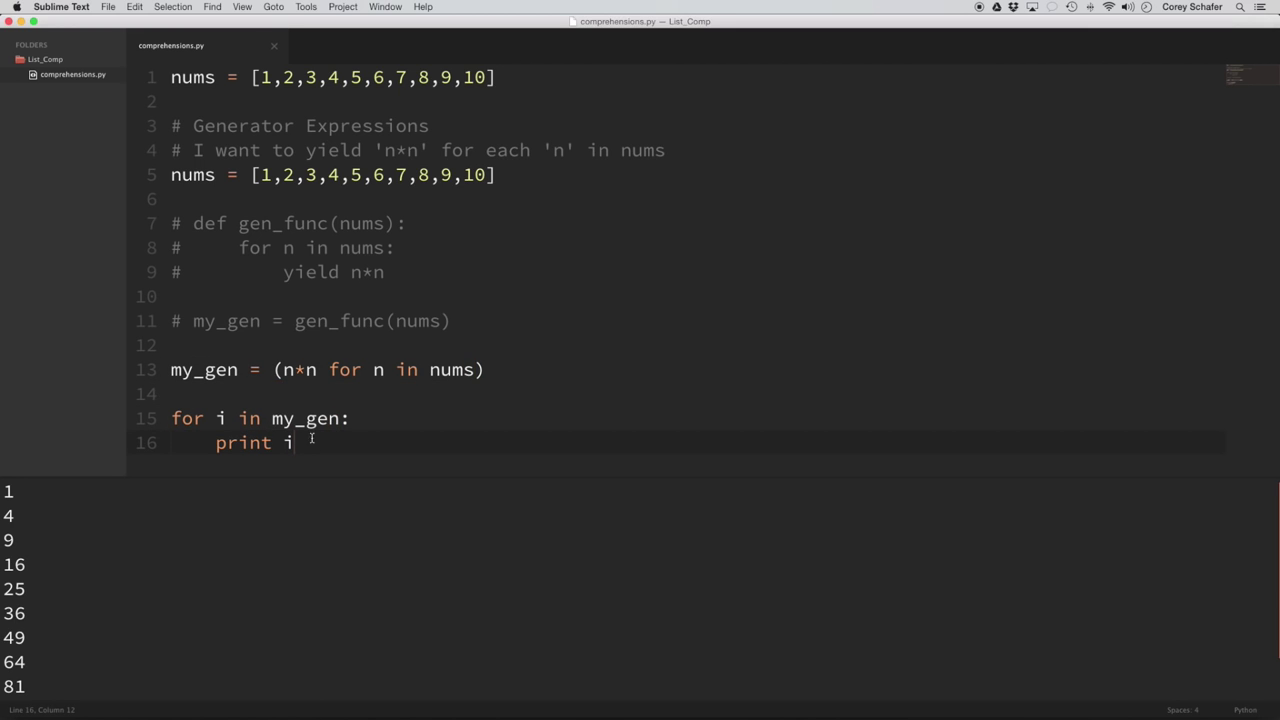 Sublime Text File Edit Selection Find View Goto Tools Project Window Help Corey Schafer
comprehensions.py — List_Comp
FOLDERS
List_Comp
comprehensions.py
comprehensions.py
1 nums = [1,2,3,4,5,6,7,8,9,10]
2
3 # Generator Expressions
4 # I want to yield 'n*n' for each 'n' in nums
5 nums = [1,2,3,4,5,6,7,8,9,10]
6
7 # def gen_func(nums):
8 #     for n in nums:
9 #         yield n*n
10
11 # my_gen = gen_func(nums)
12
13 my_gen = (n*n for n in nums)
14
15 for i in my_gen:
16     print i
1
4
9
16
25
36
49
64
81
Line 16, Column 12 Spaces: 4 Python